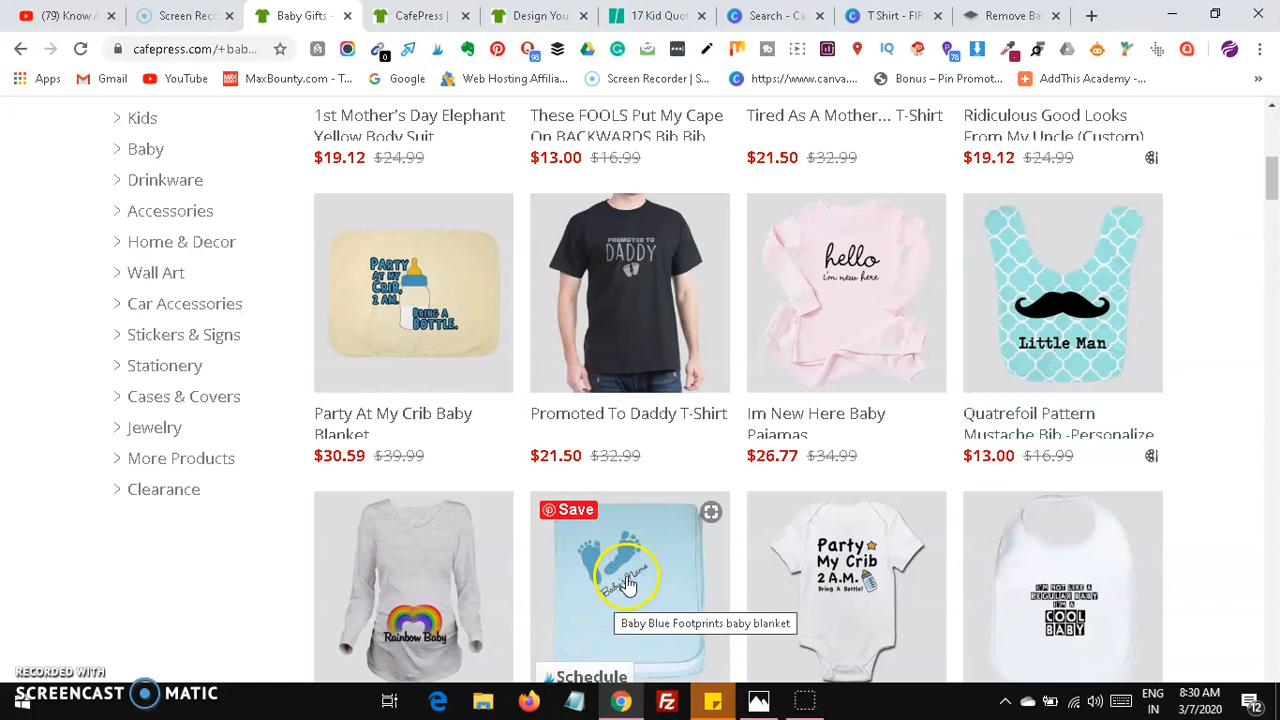 (79) Know A
Screen Rec
Baby Gifts -
CafePress |
Design You
17 Kid Quot
Search - Ca
T Shirt - FIR
Remove Ba
cafepress.com/+bab...
0
98
76
Apps
Gmail
YouTube
MaxBounty.com - T...
Google
Web Hosting Affilia...
Screen Recorder | S...
https://www.canva....
Bonus – Pin Promot...
AddThis Academy -...
»
Kids
Baby
Drinkware
Accessories
Home & Decor
Wall Art
Car Accessories
Stickers & Signs
Stationery
Cases & Covers
Jewelry
More Products
Clearance
1st Mother's Day Elephant
Yellow Body Suit
$19.12 $24.99
These FOOLS Put My Cape
On BACKWARDS Bib Bib
$13.00 $16.99
Tired As A Mother... T-Shirt
$21.50 $32.99
Ridiculous Good Looks
From My Uncle (Custom)
$19.12 $24.99
PARTY
AT MY
CRIB,
2 AM.
BRING A
BOTTLE.
PROMOTED TO
DADDY
hello
i'm new here
Little Man
Party At My Crib Baby
Blanket
$30.59 $39.99
Promoted To Daddy T-Shirt
$21.50 $32.99
Im New Here Baby
Pajamas
$26.77 $34.99
Quatrefoil Pattern
Mustache Bib -Personalize
$13.00 $16.99
Rainbow Baby
Save
Baby's Name
Baby Blue Footprints baby blanket
Schedule
Party
My Crib
2 A.M.
Bring A Bottle!
I'M NOT LIKE A
REGULAR BABY
I'M A
COOL
BABY
RECORDED WITH
SCREENCAST MATIC
ENG
IN
8:30 AM
3/7/2020
12